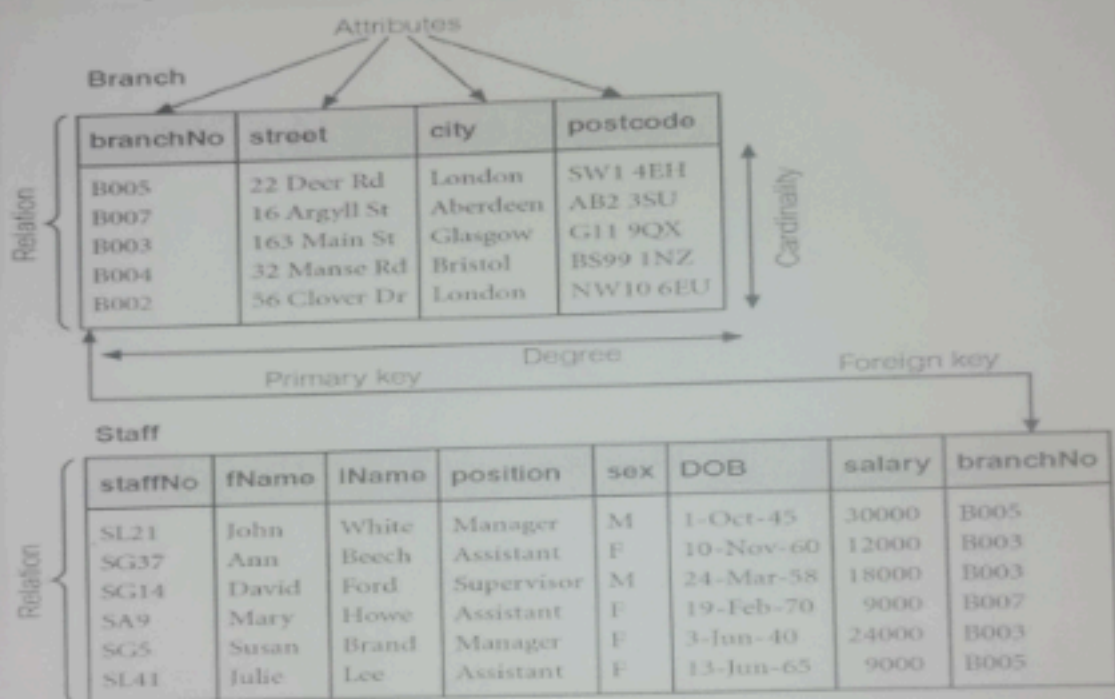 Attributes
Branch
branchNo street city postcode
B005 22 Deer Rd London SW1 4EH
B007 16 Argyll St Aberdeen AB2 3SU
B003 163 Main St Glasgow G11 9QX
B004 32 Manse Rd Bristol BS99 1NZ
B002 56 Clover Dr London NW10 6EU
Relation
Cardinality
Degree
Primary key
Foreign key
Staff
staffNo fName lName position sex DOB salary branchNo
SL21 John White Manager M 1-Oct-45 30000 B005
SG37 Ann Beech Assistant F 10-Nov-60 12000 B003
SG14 David Ford Supervisor M 24-Mar-58 18000 B003
SA9 Mary Howe Assistant F 19-Feb-70 9000 B007
SG5 Susan Brand Manager F 3-Jun-40 24000 B003
SL41 Julie Lee Assistant F 13-Jun-65 9000 B005
Relation